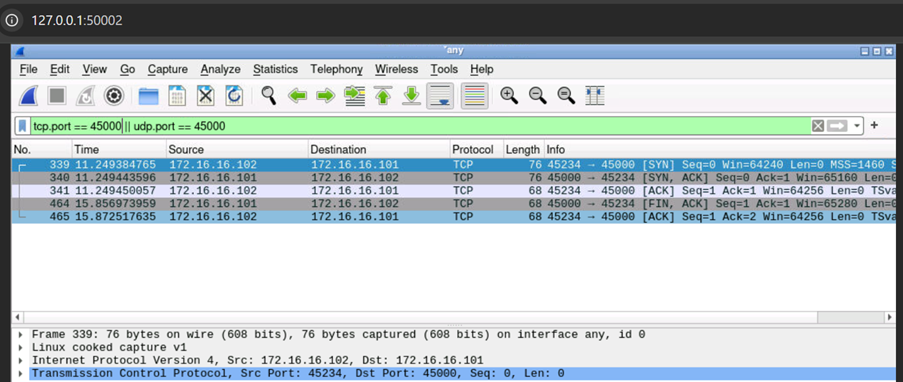 127.0.0.1:50002
*any
File Edit View Go Capture Analyze Statistics Telephony Wireless Tools Help
tcp.port == 45000|| udp.port == 45000
No. Time Source Destination Protocol Length Info
339 11.249384765 172.16.16.102 172.16.16.101 TCP 76 45234 → 45000 [SYN] Seq=0 Win=64240 Len=0 MSS=1460 S
340 11.249443596 172.16.16.101 172.16.16.102 TCP 76 45000 → 45234 [SYN, ACK] Seq=0 Ack=1 Win=65160 Len=0
341 11.249450057 172.16.16.102 172.16.16.101 TCP 68 45234 → 45000 [ACK] Seq=1 Ack=1 Win=64256 Len=0 TSva
464 15.856973959 172.16.16.101 172.16.16.102 TCP 68 45000 → 45234 [FIN, ACK] Seq=1 Ack=1 Win=65280 Len=0
465 15.872517635 172.16.16.102 172.16.16.101 TCP 68 45234 → 45000 [ACK] Seq=1 Ack=2 Win=64256 Len=0 TSva
Frame 339: 76 bytes on wire (608 bits), 76 bytes captured (608 bits) on interface any, id 0
Linux cooked capture v1
Internet Protocol Version 4, Src: 172.16.16.102, Dst: 172.16.16.101
Transmission Control Protocol, Src Port: 45234, Dst Port: 45000, Seq: 0, Len: 0